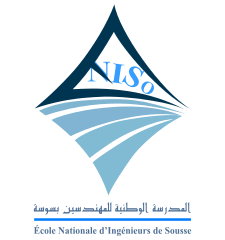 ENISo
المدرسة الوطنية للمهندسين بسوسة
École Nationale d'Ingénieurs de Sousse